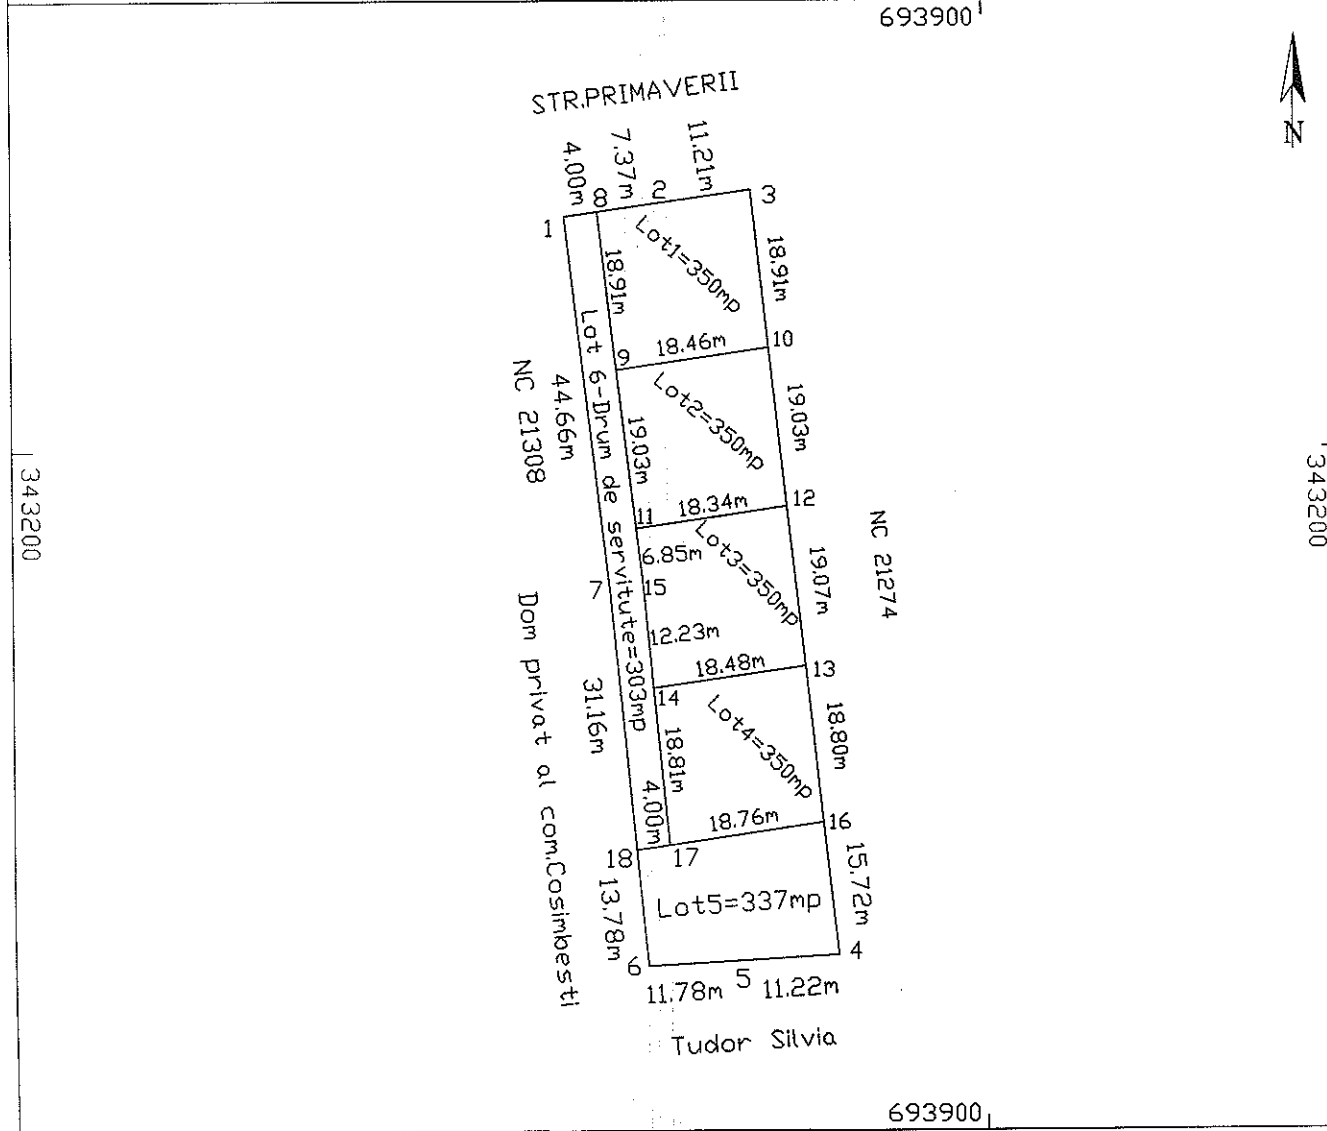 693900
N
STR.PRIMAVERII
4.00m
7.37m
11.21m
1
8
2
3
Lot1=350mp
18.91m
18.91m
9
18.46m
10
Lot 6-Drum de servitute=303mp
NC 21308
44.66m
Lot2=350mp
19.03m
19.03m
343200
343200
11
18.34m
12
NC 21274
6.85m
Lot3=350mp
19.07m
7
15
12.23m
18.48m
13
14
Dom privat al com.Cosimbesti
31.16m
Lot4=350mp
18.81m
18.80m
4.00m
18.76m
16
18
17
13.78m
Lot5=337mp
15.72m
6
5
4
11.78m
11.22m
Tudor Silvia
693900